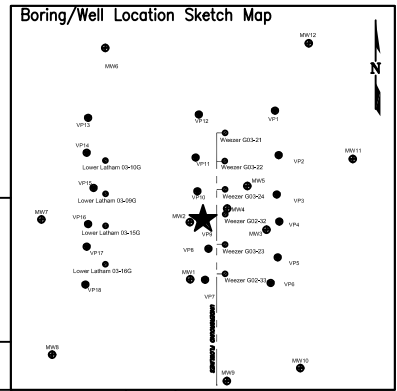 Boring/Well Location Sketch Map
MW12
MW6
N
VP12
VP1
VP13
Weezer G03-21
VP14
VP11
VP2
MW11
Lower Latham 03-10G
Weezer G03-22
VP15
VP10
MW5
Lower Latham 03-09G
Weezer G03-24
VP3
MW4
MW7
VP16
MW2
Weezer G02-32
VP4
Lower Latham 03-15G
VP9
MW3
VP17
VP8
Weezer G03-23
Lower Latham 03-16G
VP5
MW1
Weezer G02-33
VP18
VP7
VP6
UNDERGROUND FLOWLINES
MW8
MW9
MW10